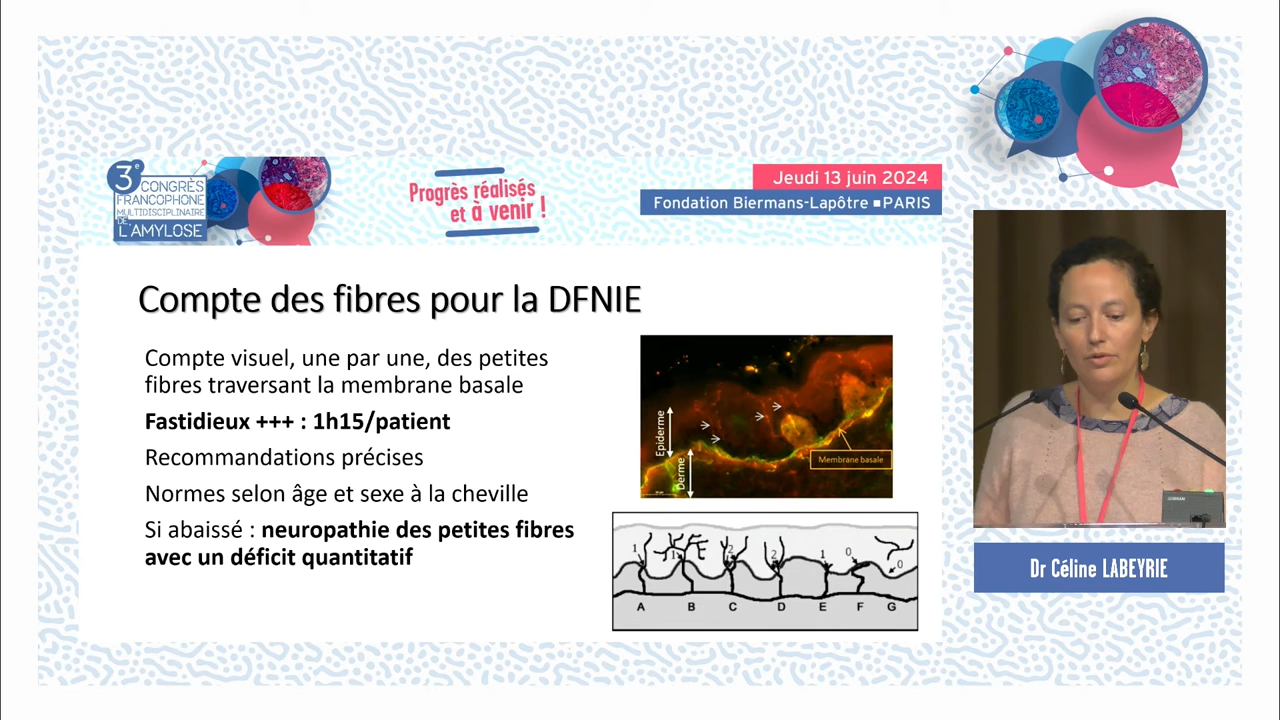 3e
CONGRÈS
FRANCOPHONE
MULTIDISCIPLINAIRE
DE
L'AMYLOSE
Progrès réalisés
et à venir !
Jeudi 13 juin 2024
Fondation Biermans-Lapôtre ■ PARIS
Compte des fibres pour la DFNIE
Compte visuel, une par une, des petites
fibres traversant la membrane basale
Fastidieux +++ : 1h15/patient
Recommandations précises
Normes selon âge et sexe à la cheville
Si abaissé : neuropathie des petites fibres
avec un déficit quantitatif
Epiderme
Derme
Membrane basale
1 1 2 2 1 0 0
A B C D E F G
Dr Céline LABEYRIE